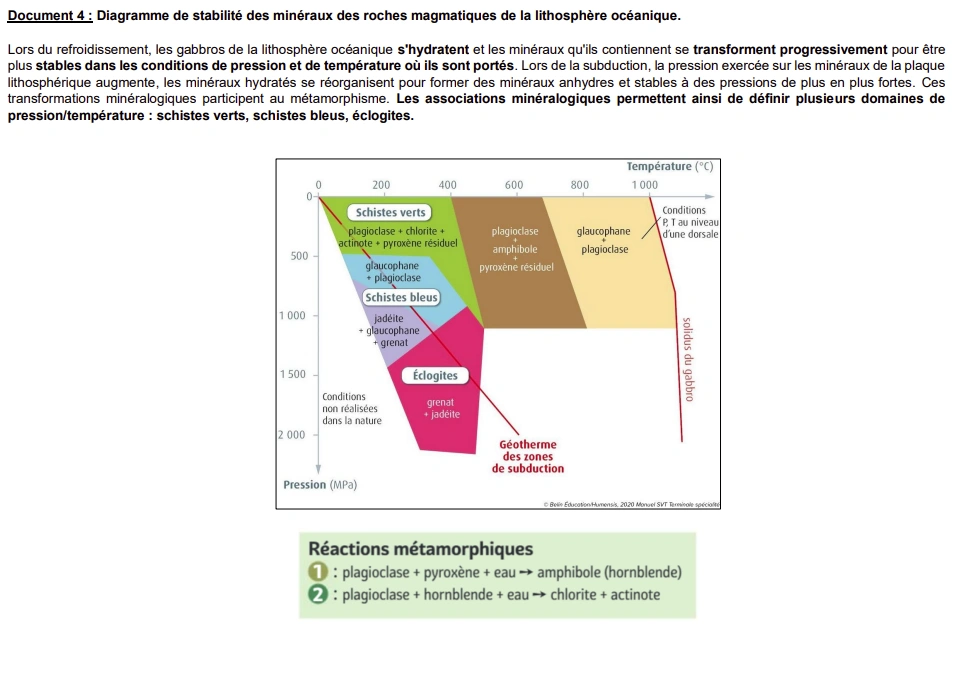 Document 4 : Diagramme de stabilité des minéraux des roches magmatiques de la lithosphère océanique.
Lors du refroidissement, les gabbros de la lithosphère océanique s'hydratent et les minéraux qu'ils contiennent se transforment progressivement pour être
plus stables dans les conditions de pression et de température où ils sont portés. Lors de la subduction, la pression exercée sur les minéraux de la plaque
lithosphérique augmente, les minéraux hydratés se réorganisent pour former des minéraux anhydres et stables à des pressions de plus en plus fortes. Ces
transformations minéralogiques participent au métamorphisme. Les associations minéralogiques permettent ainsi de définir plusieurs domaines de
pression/température : schistes verts, schistes bleus, éclogites.
Température (°C)
0 200 400 600 800 1 000
0
Schistes verts
plagioclase + chlorite +
actinote + pyroxène résiduel
plagioclase
+
amphibole
+
pyroxène résiduel
glaucophane
+
plagioclase
Conditions
P, T au niveau
d'une dorsale
500
glaucophane
+ plagioclase
Schistes bleus
1 000
jadéite
+ glaucophane
+ grenat
solidus du gabbro
1 500
Éclogites
grenat
+ jadéite
Conditions
non réalisées
dans la nature
2 000
Géotherme
des zones
de subduction
Pression (MPa)
© Belin Éducation/Humensis, 2020 Manuel SVT Terminale spécialité
Réactions métamorphiques
1 : plagioclase + pyroxène + eau → amphibole (hornblende)
2 : plagioclase + hornblende + eau → chlorite + actinote